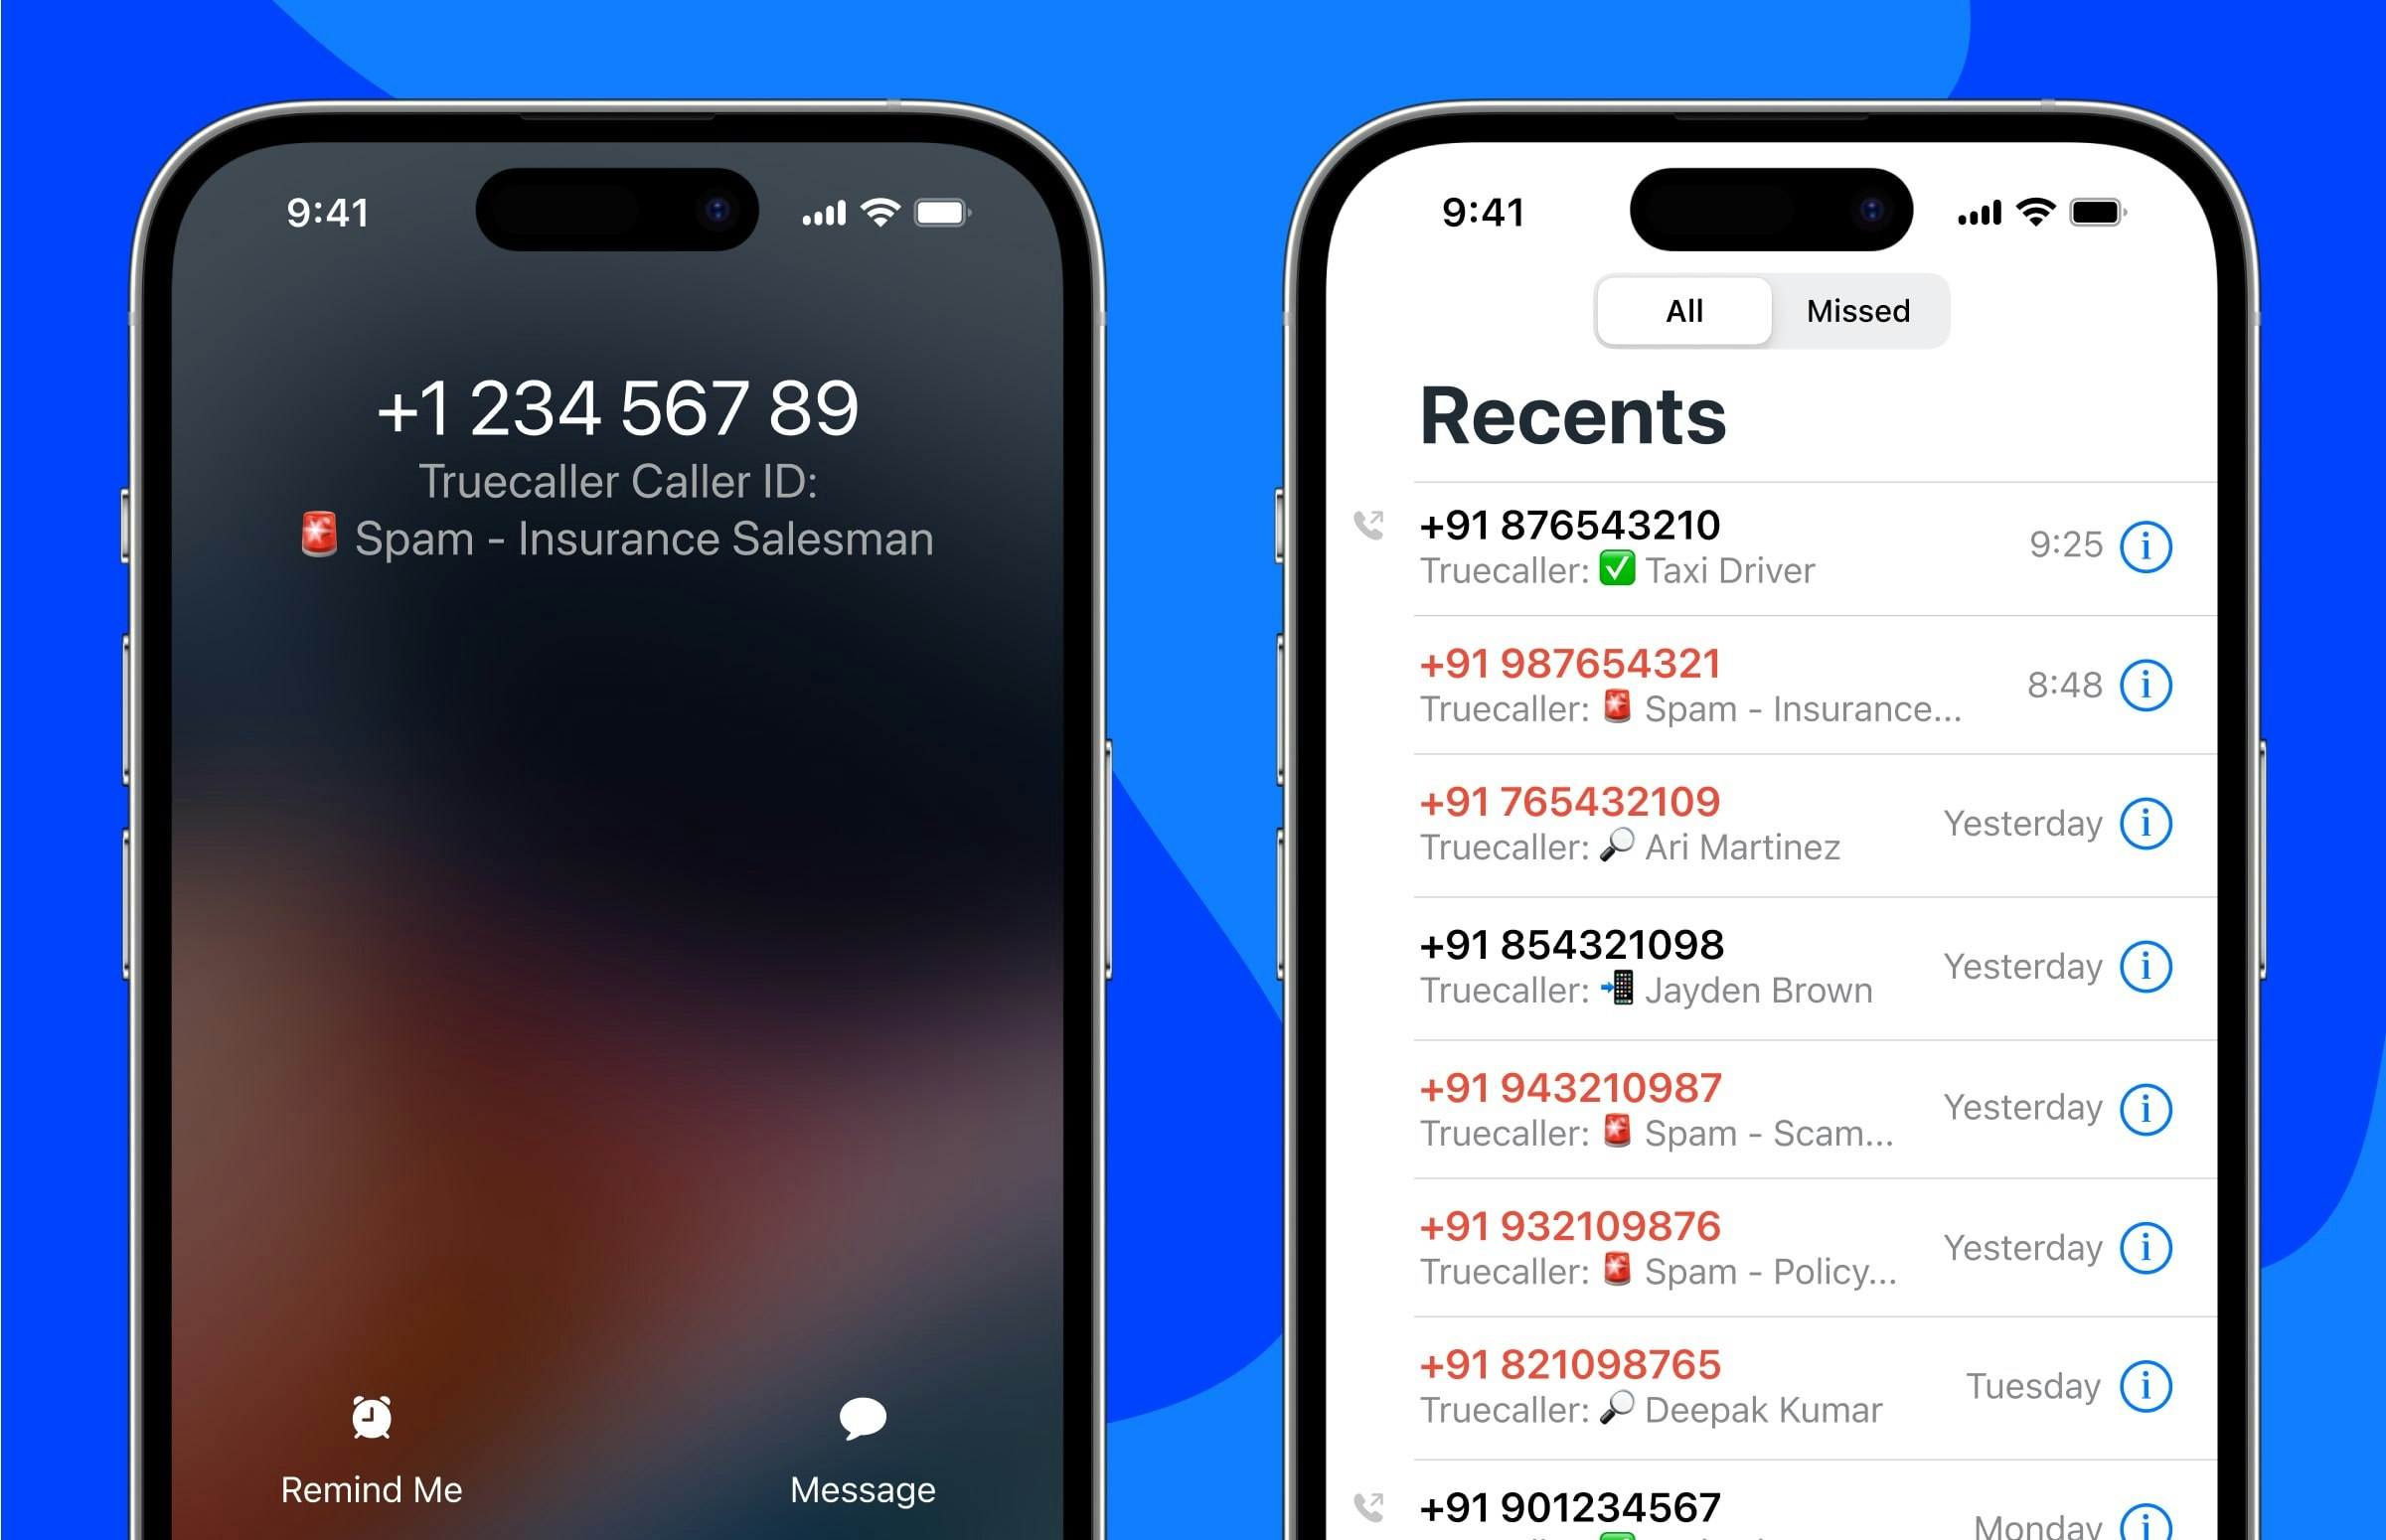 9:41
+1 234 567 89
Truecaller Caller ID:
🚨 Spam - Insurance Salesman
Remind Me
Message
9:41
All
Missed
Recents
+91 876543210
Truecaller: ✅ Taxi Driver
9:25
+91 987654321
Truecaller: 🚨 Spam - Insurance...
8:48
+91 765432109
Truecaller: 🔎 Ari Martinez
Yesterday
+91 854321098
Truecaller: 📲 Jayden Brown
Yesterday
+91 943210987
Truecaller: 🚨 Spam - Scam...
Yesterday
+91 932109876
Truecaller: 🚨 Spam - Policy...
Yesterday
+91 821098765
Truecaller: 🔎 Deepak Kumar
Tuesday
+91 901234567
Monday